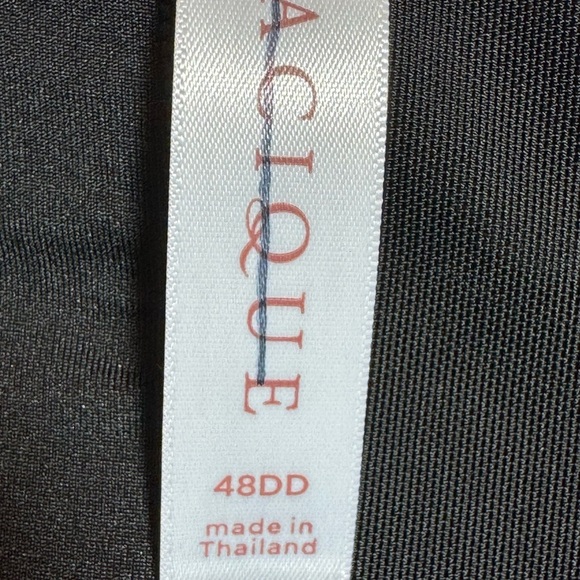 ACIQUE
48DD
made in
Thailand